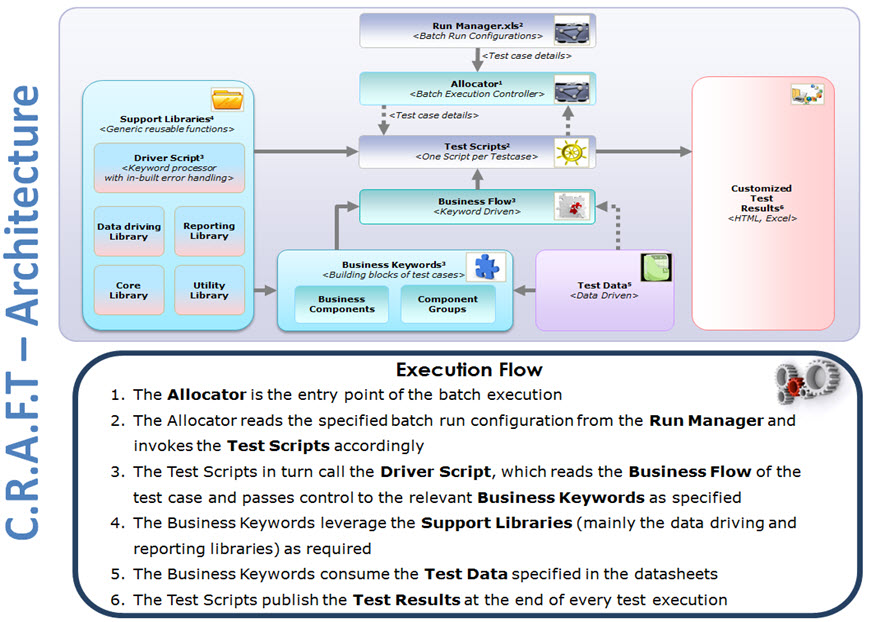 C.R.A.F.T – Architecture
Run Manager.xls²
<Batch Run Configurations>
<Test case details>
Allocator¹
<Batch Execution Controller>
<Test case details>
Support Libraries⁴
<Generic reusable functions>
Driver Script³
<Keyword processor
with in-built error handling>
Data driving
Library
Reporting
Library
Core
Library
Utility
Library
Test Scripts²
<One Script per Testcase>
Business Flow³
<Keyword Driven>
Business Keywords³
<Building blocks of test cases>
Business
Components
Component
Groups
Test Data⁵
<Data Driven>
Customized
Test
Results⁶
<HTML, Excel>
Execution Flow
1. The Allocator is the entry point of the batch execution
2. The Allocator reads the specified batch run configuration from the Run Manager and
invokes the Test Scripts accordingly
3. The Test Scripts in turn call the Driver Script, which reads the Business Flow of the
test case and passes control to the relevant Business Keywords as specified
4. The Business Keywords leverage the Support Libraries (mainly the data driving and
reporting libraries) as required
5. The Business Keywords consume the Test Data specified in the datasheets
6. The Test Scripts publish the Test Results at the end of every test execution